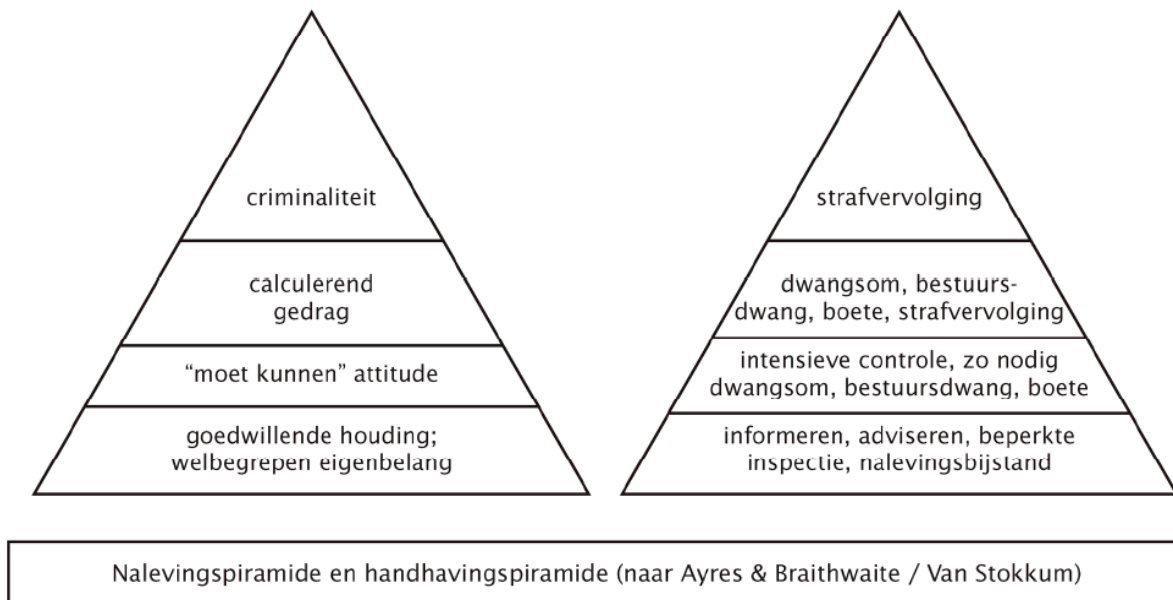 criminaliteit
calculerend
gedrag
“moet kunnen” attitude
goedwillende houding;
welbegrepen eigenbelang
strafvervolging
dwangsom, bestuurs-
dwang, boete, strafvervolging
intensieve controle, zo nodig
dwangsom, bestuursdwang, boete
informeren, adviseren, beperkte
inspectie, nalevingsbijstand
Nalevingspiramide en handhavingspiramide (naar Ayres & Braithwaite / Van Stokkum)